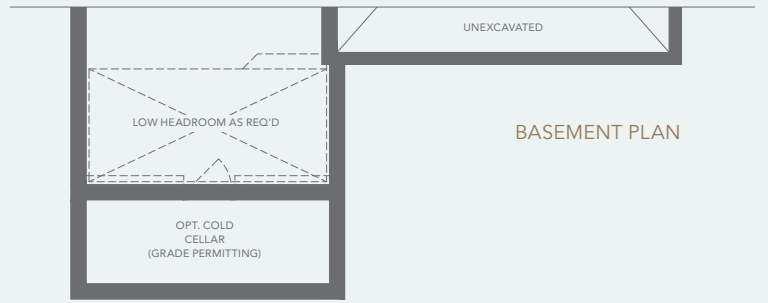 UNEXCAVATED
LOW HEADROOM AS REQ'D
BASEMENT PLAN
OPT. COLD
CELLAR
(GRADE PERMITTING)